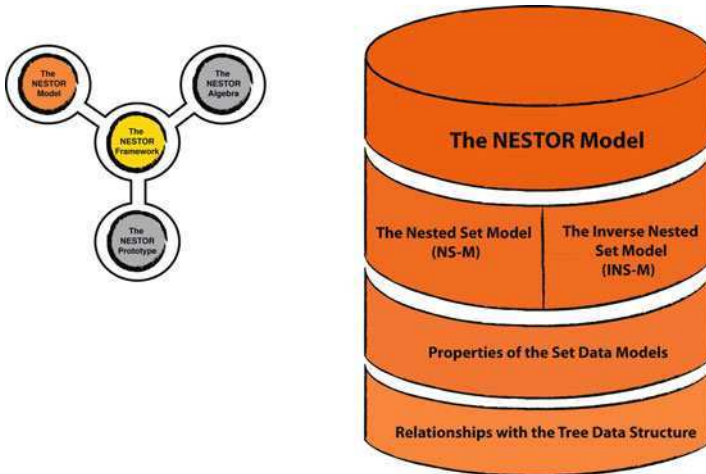 The
NESTOR
Model
The
NESTOR
Algebra
The
NESTOR
Framework
The
NESTOR
Prototype
The NESTOR Model
The Nested Set Model
(NS-M)
The Inverse Nested
Set Model
(INS-M)
Properties of the Set Data Models
Relationships with the Tree Data Structure